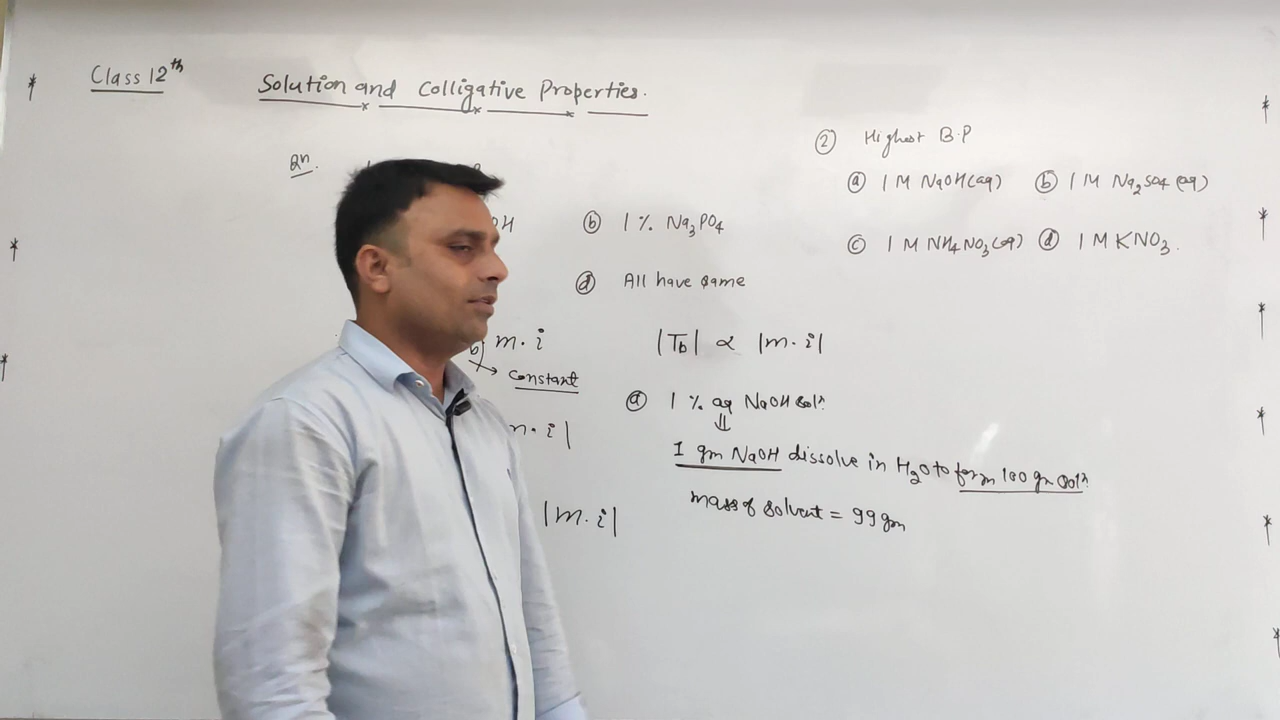 Class 12th
Solution and Colligative Properties.
Qn.
OH
ⓑ 1 % Na3PO4
ⓓ All have same
② Highest B.P
ⓐ 1 M NaOH(aq) ⓑ 1 M Na2SO4 (aq)
ⓒ 1 M NH4NO3(aq) ⓓ 1 M KNO3.
b) m. i
constant
m. i|
|m. i|
|Tb| ∝ |m. i|
ⓐ 1 % aq NaOH soln.
⇓
1 gm NaOH dissolve in H2O to form 100 gm soln.
mass of solvent = 99 gm